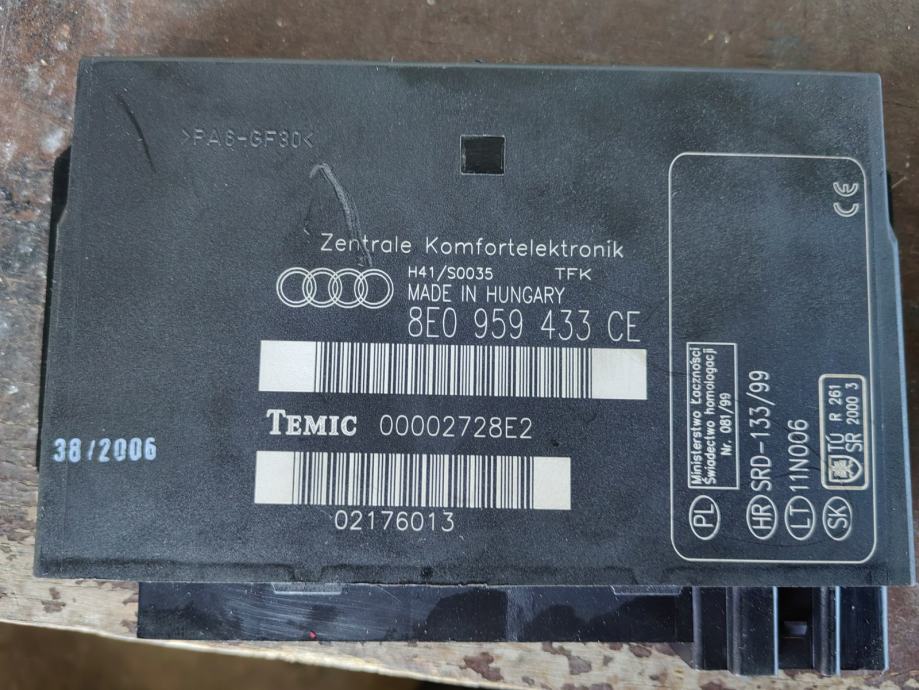 >PA6-GF30<
CE
Zentrale Komfortelektronik
H41/S0035 TFK
MADE IN HUNGARY
8E0 959 433 CE
TEMIC 00002728E2
38/2006
02176013
PL
Ministerstwo Łączności
Świadectwo homologacji
Nr. 081/99
HR SRD-133/99
LT 11N006
SK
TÚ R 261
SR 2000 3